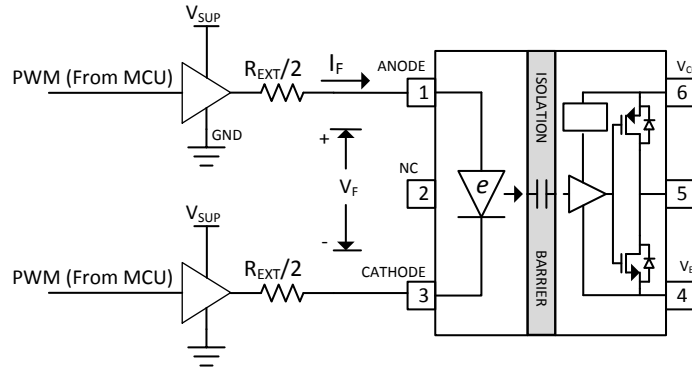 VSUP
PWM (From MCU)
REXT/2
IF
GND
ANODE
1
+
VF
-
NC
2
e
ISOLATION
BARRIER
6
5
VSUP
PWM (From MCU)
REXT/2
CATHODE
3
4